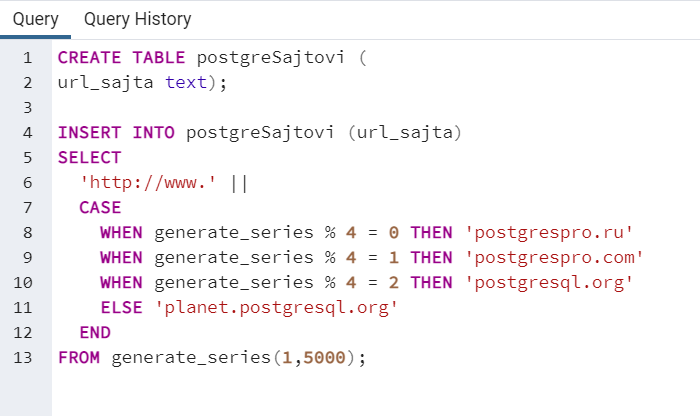 Query Query History
1 CREATE TABLE postgreSajtovi (
2 url_sajta text);
3
4 INSERT INTO postgreSajtovi (url_sajta)
5 SELECT
6 'http://www.' ||
7 CASE
8 WHEN generate_series % 4 = 0 THEN 'postgrespro.ru'
9 WHEN generate_series % 4 = 1 THEN 'postgrespro.com'
10 WHEN generate_series % 4 = 2 THEN 'postgresql.org'
11 ELSE 'planet.postgresql.org'
12 END
13 FROM generate_series(1,5000);